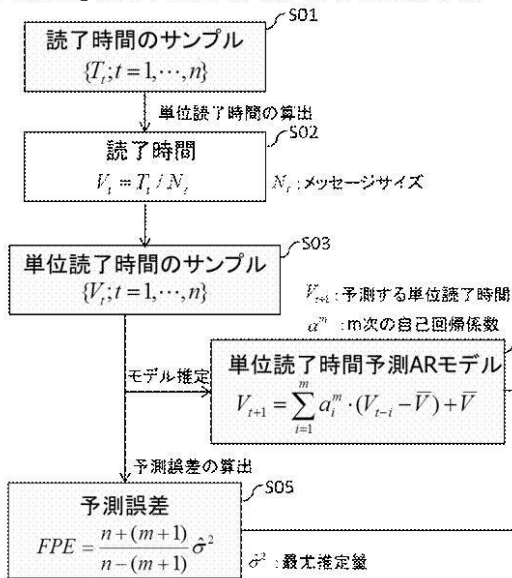 S01
読了時間のサンプル
{T_t; t = 1, ⋯, n}
単位読了時間の算出
S02
読了時間
V_t = T_t / N_t
N_t : メッセージサイズ
S03
単位読了時間のサンプル
{V_t; t = 1, ⋯, n}
V_{t+1} : 予測する単位読了時間
a^m : m次の自己回帰係数
モデル推定
単位読了時間予測ARモデル
V_{t+1} = \sum_{i=1}^{m} a_i^m · (V_{t-i} − \bar{V}) + \bar{V}
予測誤差の算出
S05
予測誤差
FPE = \frac{n + (m + 1)}{n − (m + 1)} \hat{σ}^2
\hat{σ}^2 : 最尤推定量